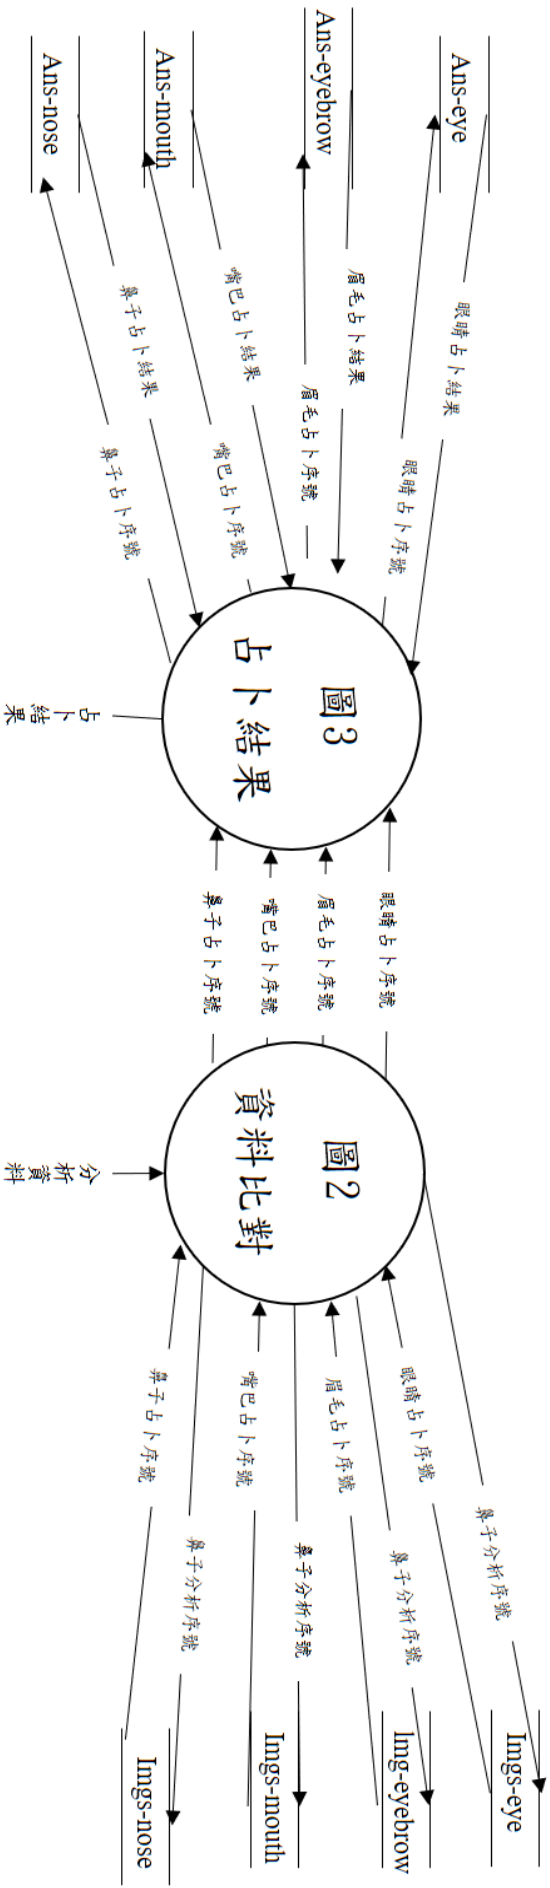 Ans-eye
Ans-eyebrow
Ans-mouth
Ans-nose
眼睛占卜結果
眼睛占卜序號
眉毛占卜結果
眉毛占卜序號
嘴巴占卜結果
嘴巴占卜序號
鼻子占卜結果
鼻子占卜序號
圖3
占卜結果
占卜結果
眼睛占卜序號
眉毛占卜序號
嘴巴占卜序號
鼻子占卜序號
圖2
資料比對
分析資料
鼻子分析序號
眼睛占卜序號
鼻子分析序號
眉毛占卜序號
鼻子分析序號
嘴巴占卜序號
鼻子分析序號
鼻子占卜序號
Imgs-eye
Img-eyebrow
Imgs-mouth
Imgs-nose